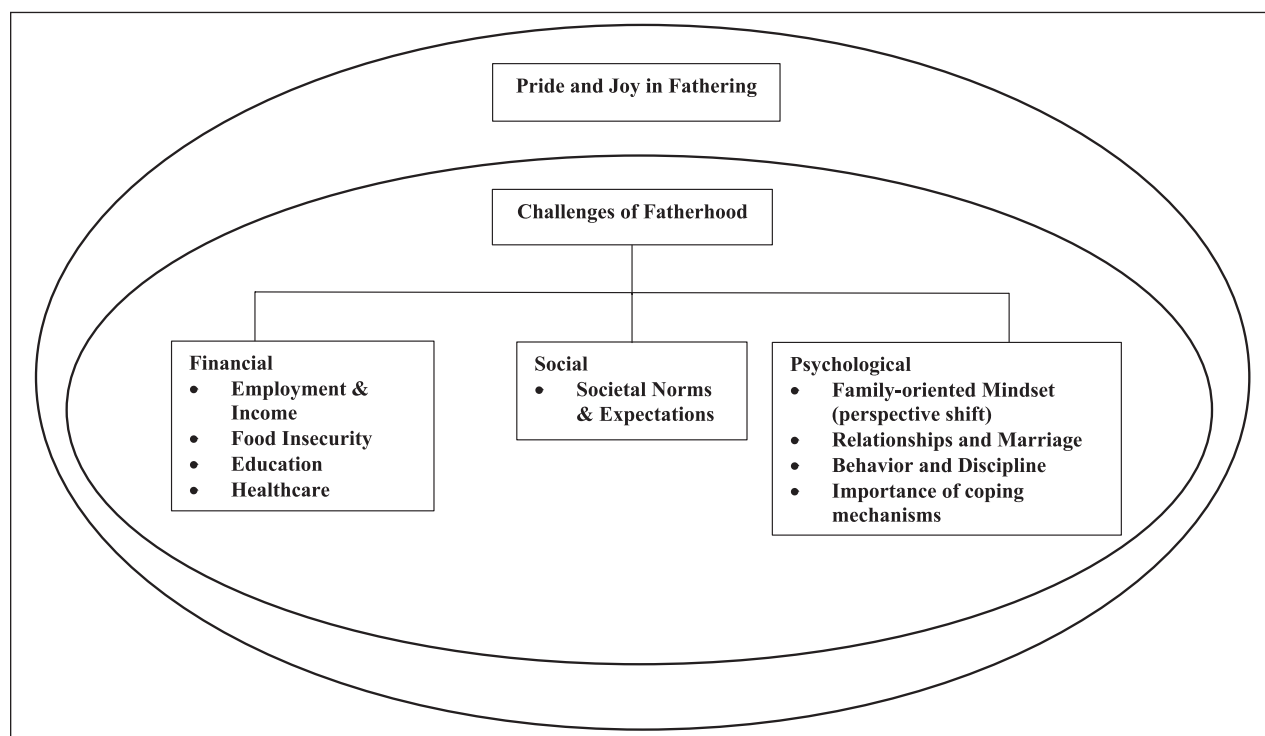 Pride and Joy in Fathering
Challenges of Fatherhood
Financial
• Employment &
Income
• Food Insecurity
• Education
• Healthcare
Social
• Societal Norms
& Expectations
Psychological
• Family-oriented Mindset
(perspective shift)
• Relationships and Marriage
• Behavior and Discipline
• Importance of coping
mechanisms